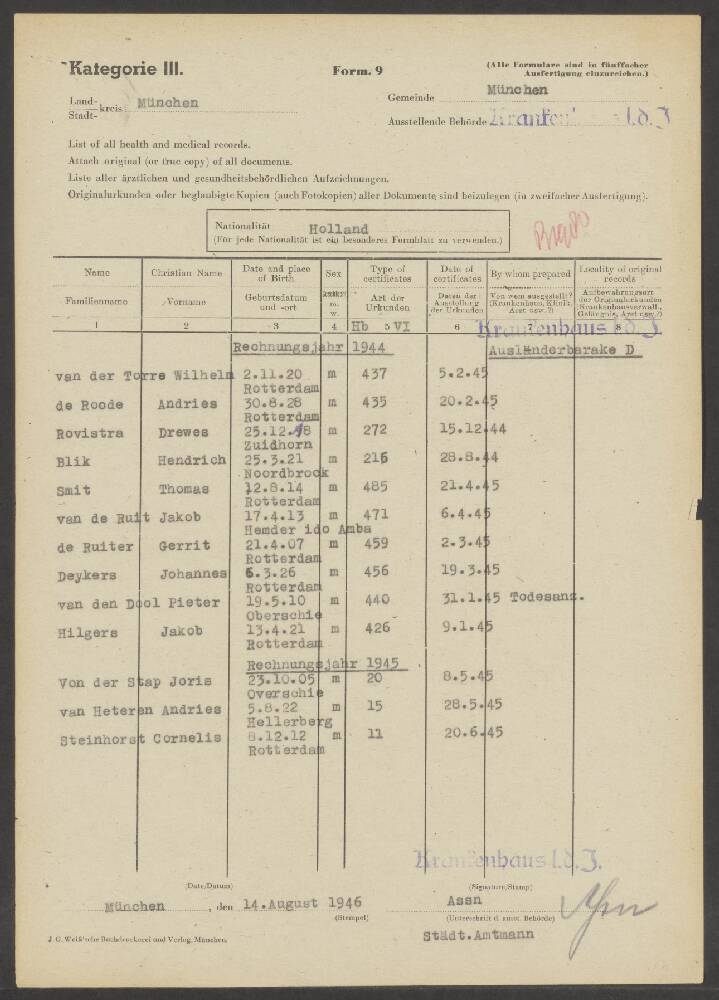 Kategorie III.
Form. 9
(Alle Formulare sind in fünffacher
Ausfertigung einzureichen.)
Land-
Stadt- kreis München
Gemeinde München
Ausstellende Behörde Krankenhaus l.d.J
List of all health and medical records.
Attach original (or true copy) of all documents.
Liste aller ärztlichen und gesundheitsbehördlichen Aufzeichnungen.
Originalurkunden oder beglaubigte Kopien (auch Fotokopien) aller Dokumente sind beizulegen (in zweifacher Ausfertigung).
Nationalität Holland
(Für jede Nationalität ist ein besonderes Formblatt zu verwenden.)
Name Christian Name Date and place of Birth Sex Type of certificates Date of certificates By whom prepared Locality of original records
Familienname Vorname Geburtsdatum und -ort m. w. Art der Urkunden Daten der Ausstellung der Urkunden Von wem ausgestellt? (Krankenhaus, Klinik, Arzt usw.?) Aufbewahrungsort der Originalurkunden (Krankenhausverwalt., Gefängnis, Arzt usw.?)
1 2 3 4 Hb 5 VI 6 7 8
Krankenhaus l.d.J.
Rechnungsjahr 1944 Ausländerbarake D
van der Torre Wilhelm 2.11.20 m 437 5.2.45
Rotterdam
de Roode Andries 30.8.28 m 435 20.2.45
Rotterdam
Rovistra Drewes 25.12.98 m 272 15.12.44
Zuidhorn
Blik Hendrich 25.3.21 m 216 28.8.44
Noordbrook
Smit Thomas 12.8.14 m 485 21.4.45
Rotterdam
van de Ruit Jakob 17.4.13 m 471 6.4.45
Hemder ido Amba
de Ruiter Gerrit 21.4.07 m 459 2.3.45
Rotterdam
Deykers Johannes 6.3.26 m 456 19.3.45
Rotterdam
van den Dool Pieter 19.5.10 m 440 31.1.45 Todesanz.
Oberschie
Hilgers Jakob 13.4.21 m 426 9.1.45
Rotterdam
Rechnungsjahr 1945
Von der Stap Joris 23.10.05 m 20 8.5.45
Overschie
van Heteren Andries 5.8.22 m 15 28.5.45
Hellerberg
Steinhorst Cornelis 8.12.12 m 11 20.6.45
Rotterdam
Krankenhaus l.d.J.
(Date/Datum)
(Signature/Stamp)
München, den 14.August 1946
Assn
(Stempel)
(Unterschrift d. ausst. Behörde)
Städt.Amtmann
J. G. Weiß'sche Buchdruckerei und Verlag, München.